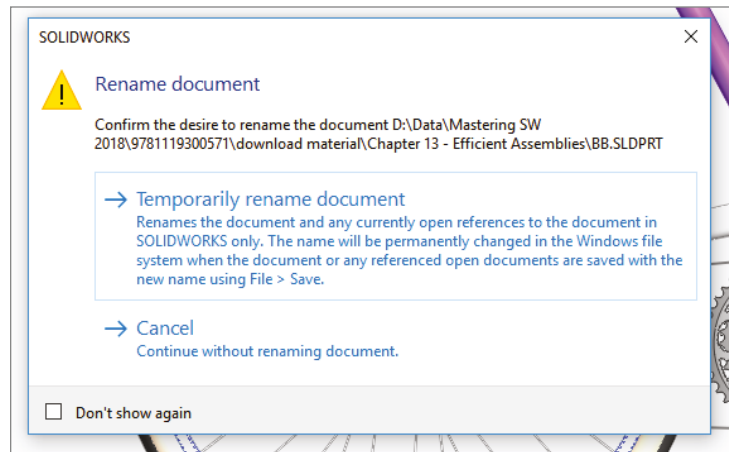 SOLIDWORKS
Rename document
Confirm the desire to rename the document D:\Data\Mastering SW
2018\9781119300571\download material\Chapter 13 - Efficient Assemblies\BB.SLDPRT
Temporarily rename document
Renames the document and any currently open references to the document in
SOLIDWORKS only. The name will be permanently changed in the Windows file
system when the document or any referenced open documents are saved with the
new name using File > Save.
Cancel
Continue without renaming document.
Don't show again